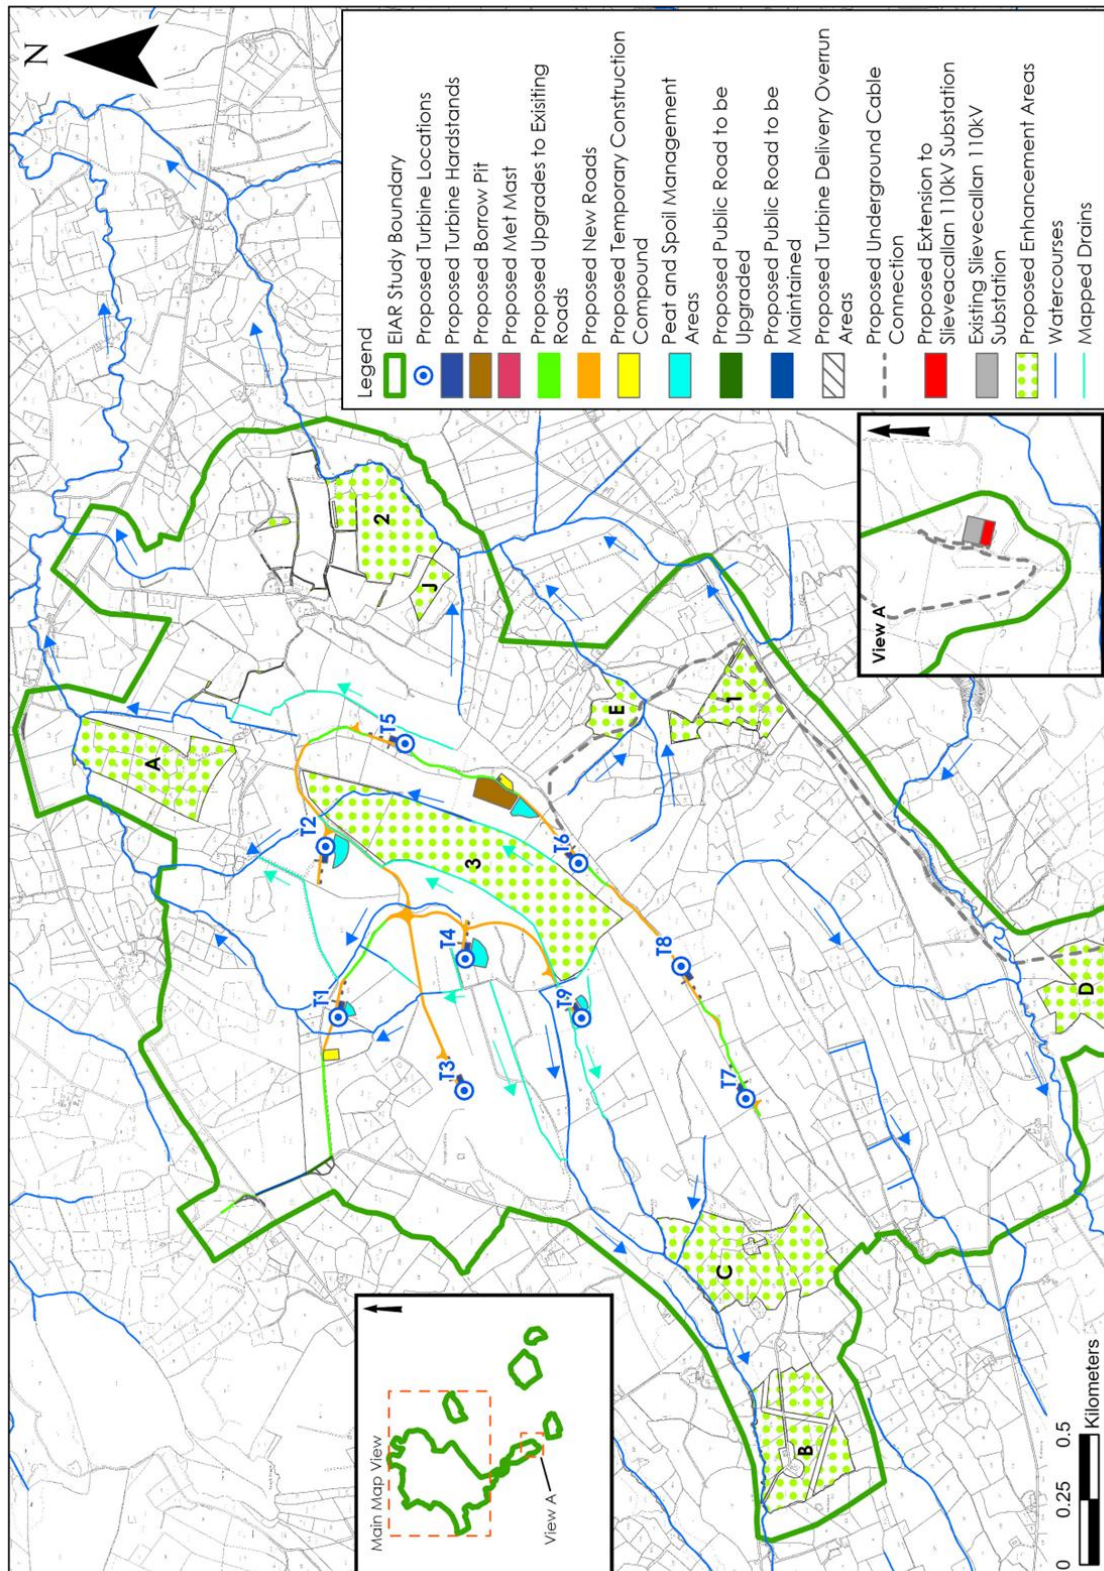 N
Legend
EIAR Study Boundary
Proposed Turbine Locations
Proposed Turbine Hardstands
Proposed Borrow Pit
Proposed Met Mast
Proposed Upgrades to Exisiting
Roads
Proposed New Roads
Proposed Temporary Construction
Compound
Peat and Spoil Management
Areas
Proposed Public Road to be
Upgraded
Proposed Public Road to be
Maintained
Proposed Turbine Delivery Overrun
Areas
Proposed Underground Cable
Connection
Proposed Extension to
Slieveacallan 110kV Substation
Existing Slievecallan 110kV
Substation
Proposed Enhancement Areas
Watercourses
Mapped Drains
Main Map View
View A
View A
A
2
J
T5
T2
3
T1
T4
T3
T6
E
1
T9
T8
T7
C
B
D
0 0.25 0.5
Kilometers